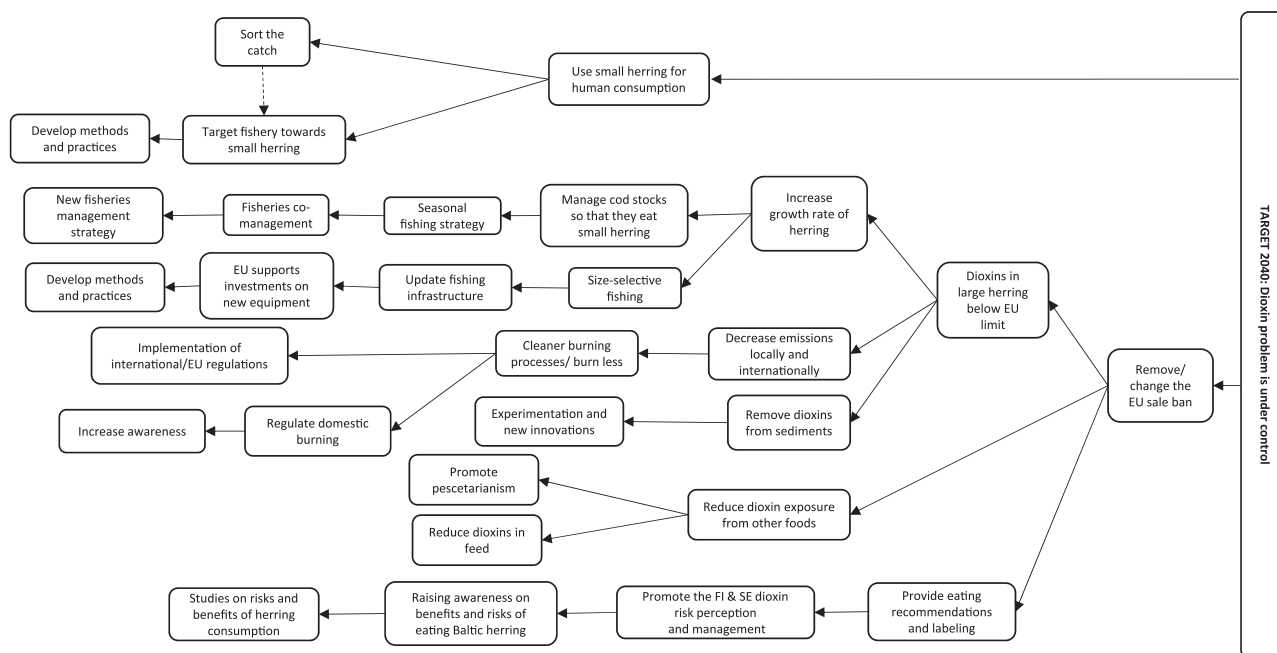 Sort the
catch
Use small herring for
human consumption
Develop methods
and practices
Target fishery towards
small herring
New fisheries
management
strategy
Fisheries co-
management
Seasonal
fishing strategy
Manage cod stocks
so that they eat
small herring
Increase
growth rate of
herring
Develop methods
and practices
EU supports
investments on
new equipment
Update fishing
infrastructure
Size-selective
fishing
Dioxins in
large herring
below EU
limit
Implementation of
international/EU regulations
Cleaner burning
processes/ burn less
Decrease emissions
locally and
internationally
Remove/
change the
EU sale ban
Increase awareness
Regulate domestic
burning
Experimentation and
new innovations
Remove dioxins
from sediments
Promote
pescetarianism
Reduce dioxins in
feed
Reduce dioxin exposure
from other foods
Studies on risks and
benefits of herring
consumption
Raising awareness on
benefits and risks of
eating Baltic herring
Promote the FI & SE dioxin
risk perception
and management
Provide eating
recommendations
and labeling
TARGET 2040: Dioxin problem is under control